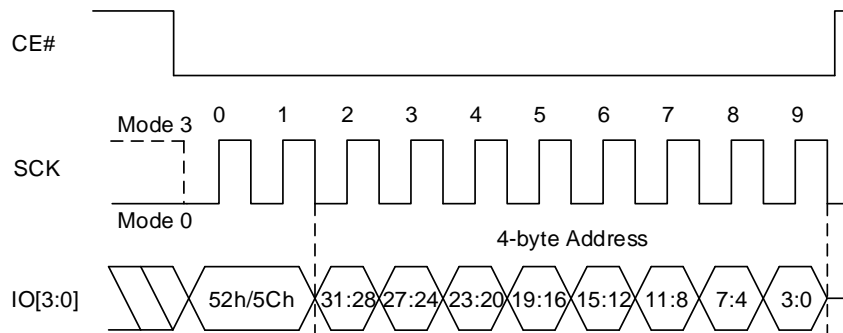 CE#
0 1 2 3 4 5 6 7 8 9
Mode 3
SCK
Mode 0
4-byte Address
IO[3:0] 52h/5Ch 31:28 27:24 23:20 19:16 15:12 11:8 7:4 3:0